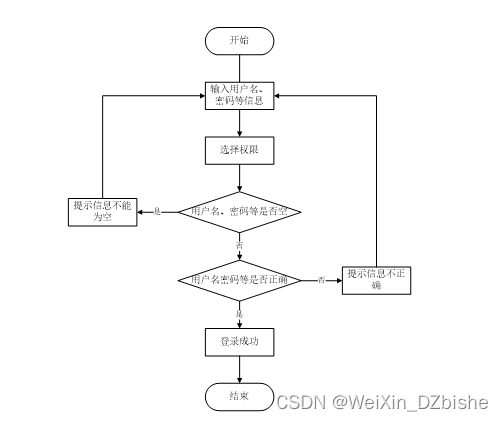 开始
输入用户名、
密码等信息
选择权限
用户名、密码等是否空
是
提示信息不能
为空
否
用户名密码等是否正确
否
提示信息不正
确
是
登录成功
结束
CSDN @WeiXin_DZbishe